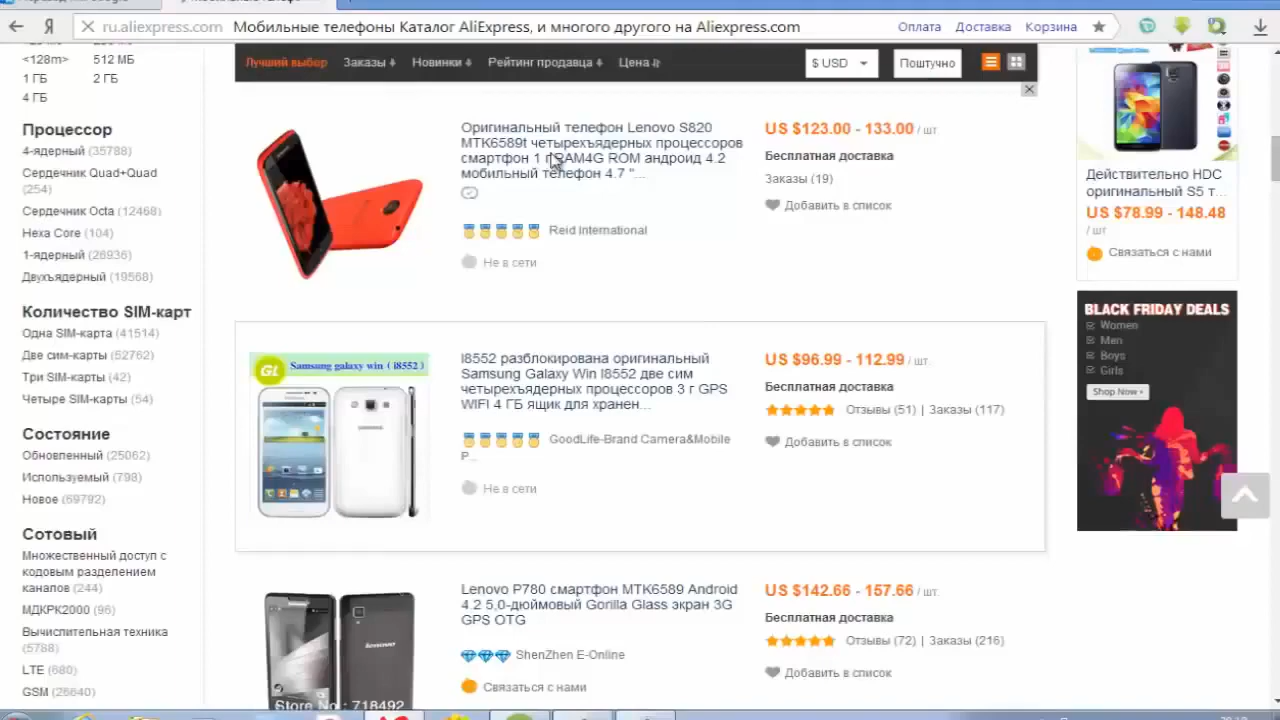 Я
ru.aliexpress.com Мобильные телефоны Каталог AliExpress, и много другого на Aliexpress.com
Оплата Доставка Корзина
512 МБ
<128m>
1 ГБ 2 ГБ
4 ГБ
Процессор
4-ядерный (35788)
Сердечник Quad+Quad
(254)
Сердечник Octa (12468)
Hexa Core (104)
1-ядерный (26936)
Двухъядерный (19568)
Количество SIM-карт
Одна SIM-карта (41514)
Две сим-карты (52762)
Три SIM-карты (42)
Четыре SIM-карты (54)
Состояние
Обновленный (25062)
Используемый (798)
Новое (69792)
Сотовый
Множественный доступ с
кодовым разделением
каналов (244)
МДКРК2000 (96)
Вычислительная техника
(5788)
LTE (680)
GSM (26640)
Лучший выбор Заказы Новинки Рейтинг продавца Цена $ USD Поштучно
Оригинальный телефон Lenovo S820
MTK6589t четырехъядерных процессоров
смартфон 1 г RAM4G ROM андроид 4.2
мобильный телефон 4.7 "...
Reid International
Не в сети
US $123.00 - 133.00 / шт.
Бесплатная доставка
Заказы (19)
Добавить в список
Samsung galaxy win ( i8552 )
GL
I8552 разблокирована оригинальный
Samsung Galaxy Win I8552 две сим
четырехъядерных процессоров 3 г GPS
WIFI 4 ГБ ящик для хранен...
GoodLife-Brand Camera&Mobile
P...
Не в сети
US $96.99 - 112.99 / шт.
Бесплатная доставка
Отзывы (51) | Заказы (117)
Добавить в список
Lenovo P780 смартфон MTK6589 Android
4.2 5,0-дюймовый Gorilla Glass экран 3G
GPS OTG
ShenZhen E-Online
Связаться с нами
lenovo
Store No : 718492
US $142.66 - 157.66 / шт.
Бесплатная доставка
Отзывы (72) | Заказы (216)
Добавить в список
Действительно HDC
оригинальный S5 т...
US $78.99 - 148.48
/ шт
Связаться с нами
BLACK FRIDAY DEALS
Women
Men
Boys
Girls
Shop Now